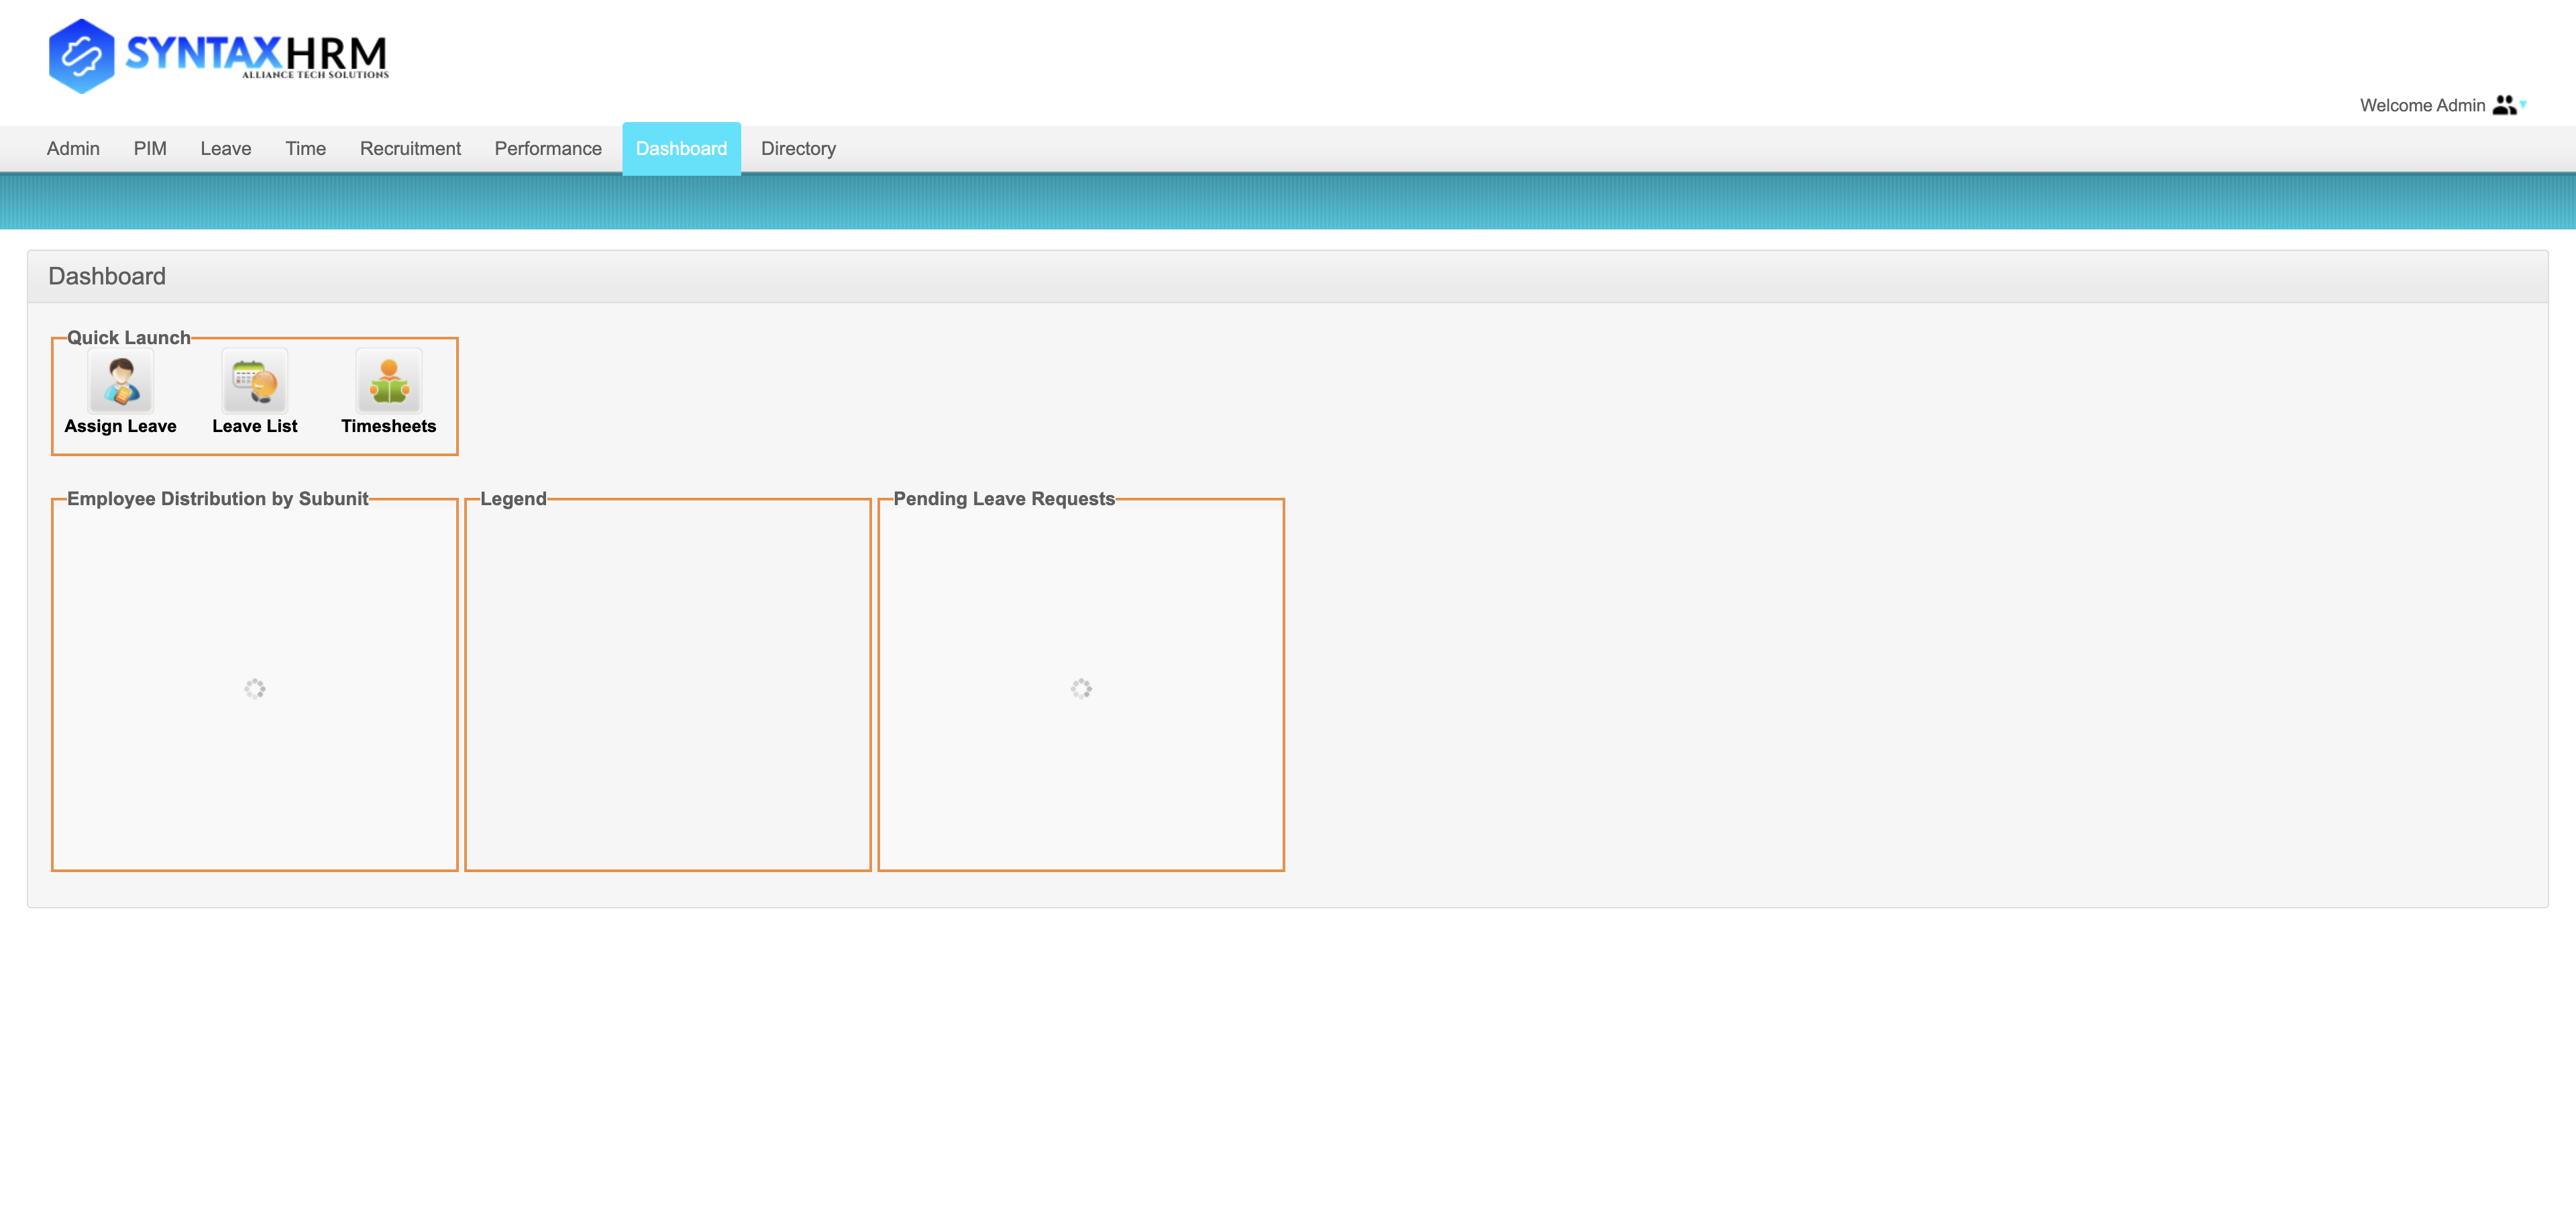 SYNTAXHRM
ALLIANCE TECH SOLUTIONS
Welcome Admin
Admin PIM Leave Time Recruitment Performance Dashboard Directory
Dashboard
Quick Launch
Assign Leave Leave List Timesheets
Employee Distribution by Subunit Legend Pending Leave Requests